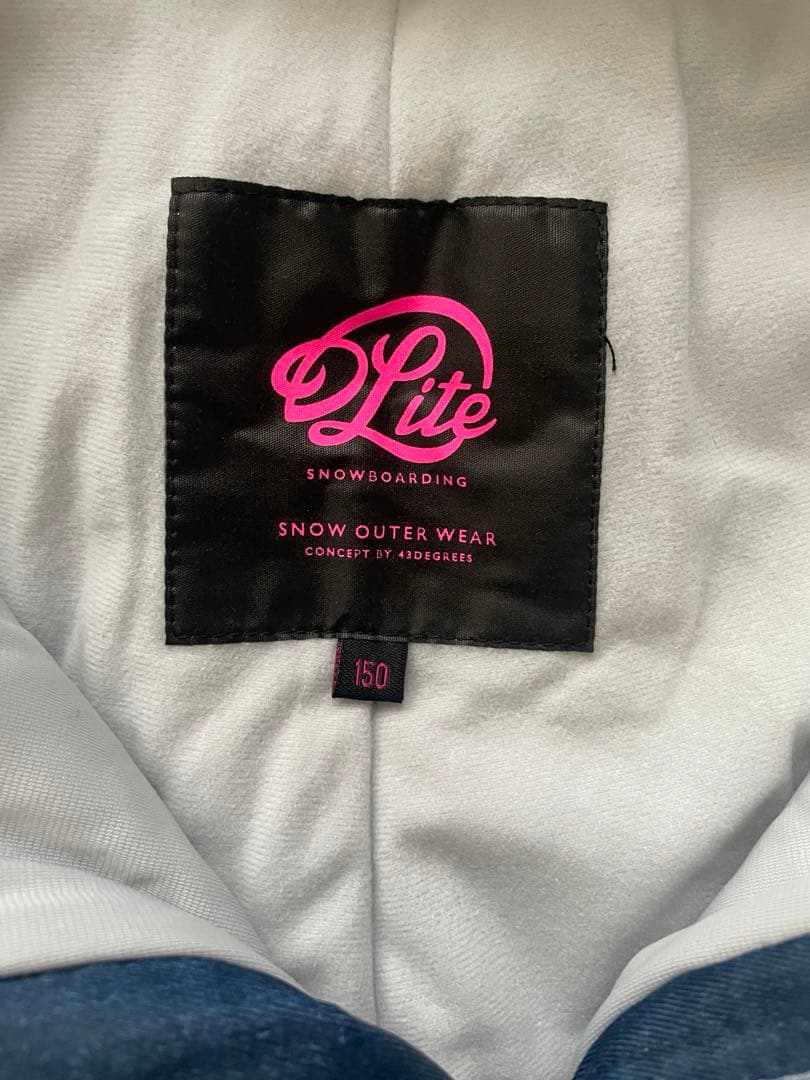 DLite
SNOWBOARDING
SNOW OUTER WEAR
CONCEPT BY 43DEGREES
150